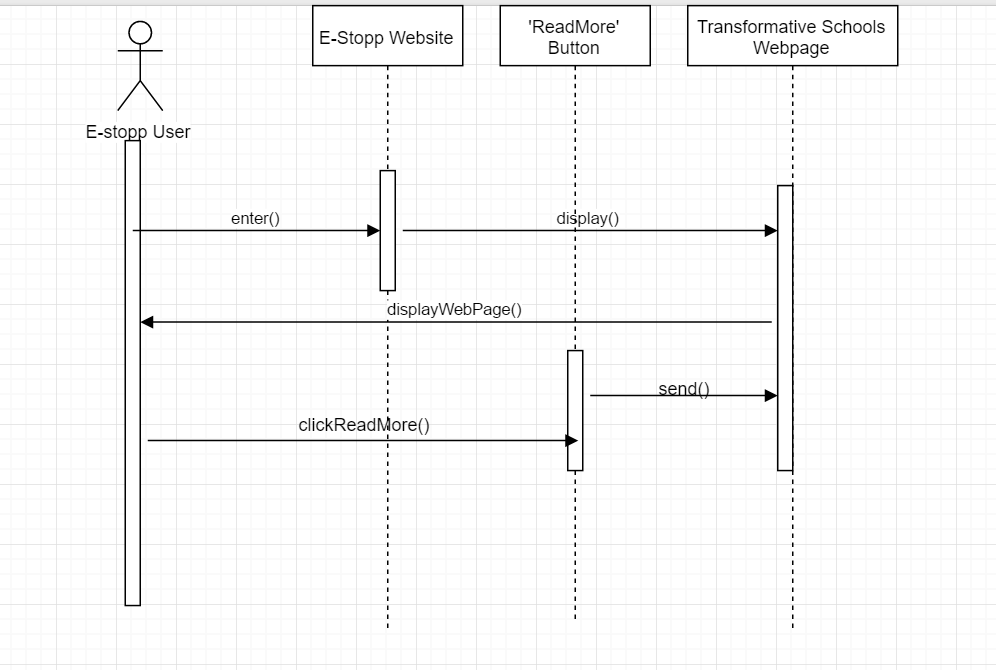 E-Stopp Website
'ReadMore'
Button
Transformative Schools
Webpage
E-stopp User
enter()
display()
displayWebPage()
send()
clickReadMore()